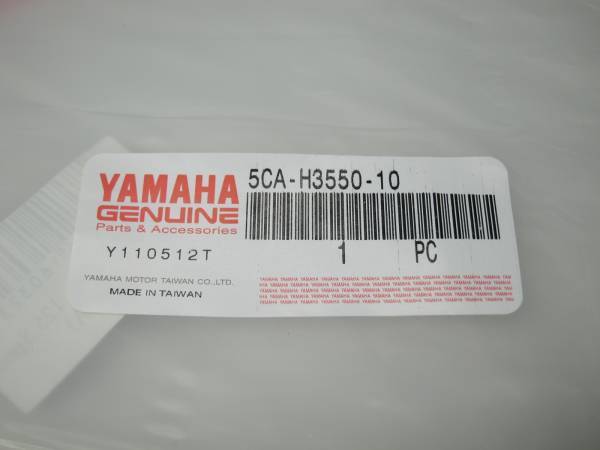 YAMAHA
GENUINE
Parts & Accessories
5CA-H3550-10
Y110512T
1 PC
YAMAHA MOTOR TAIWAN CO.,LTD.
MADE IN TAIWAN